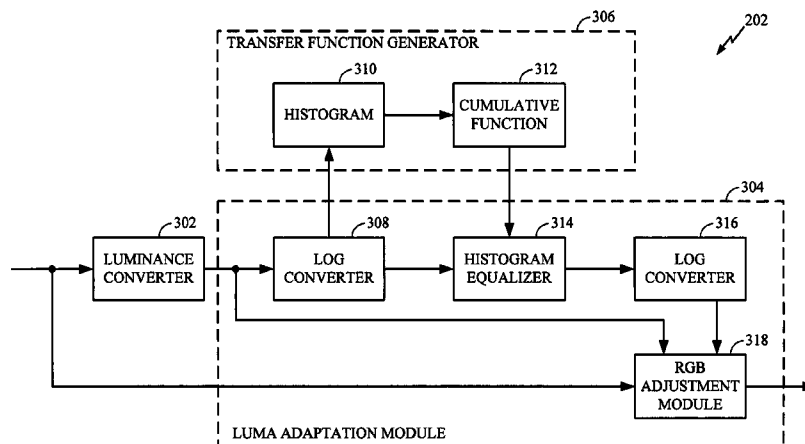 306
TRANSFER FUNCTION GENERATOR
202
310
312
HISTOGRAM
CUMULATIVE
FUNCTION
304
302
308
314
316
LUMINANCE
CONVERTER
LOG
CONVERTER
HISTOGRAM
EQUALIZER
LOG
CONVERTER
318
RGB
ADJUSTMENT
MODULE
LUMA ADAPTATION MODULE